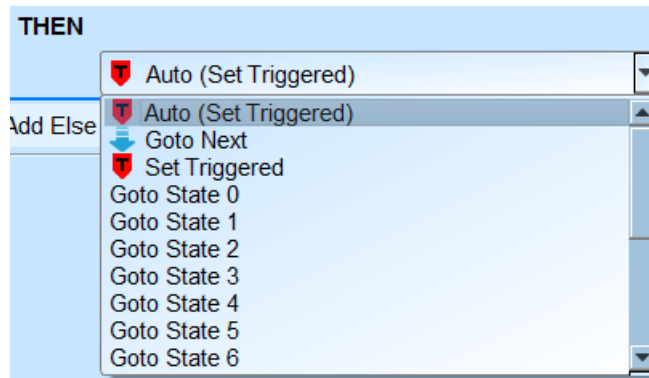 THEN
T Auto (Set Triggered)
T Auto (Set Triggered)
Add Else
Goto Next
T Set Triggered
Goto State 0
Goto State 1
Goto State 2
Goto State 3
Goto State 4
Goto State 5
Goto State 6